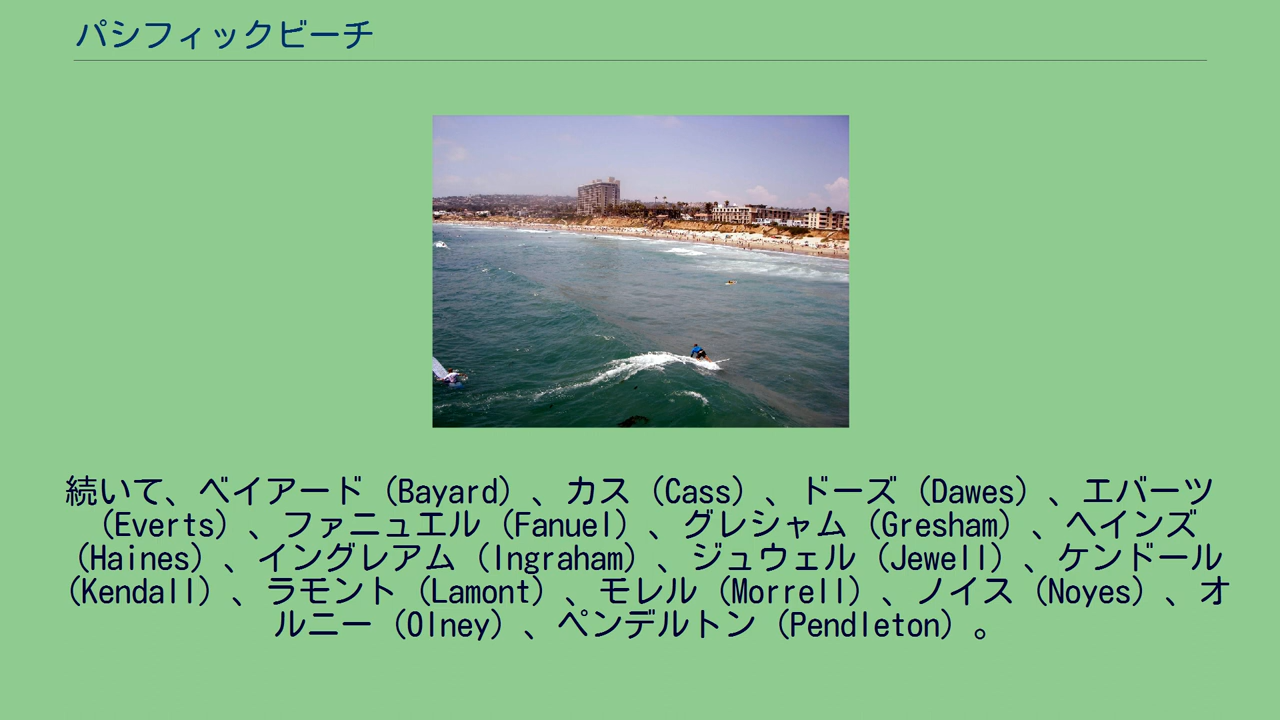 パシフィックビーチ
続いて、ベイアード（Bayard）、カス（Cass）、ドーズ（Dawes）、エバーツ
（Everts）、ファニュエル（Fanuel）、グレシャム（Gresham）、ヘインズ
（Haines）、イングレアム（Ingraham）、ジュウェル（Jewell）、ケンドール
（Kendall）、ラモント（Lamont）、モレル（Morrell）、ノイス（Noyes）、オ
ルニー（Olney）、ペンデルトン（Pendleton）。